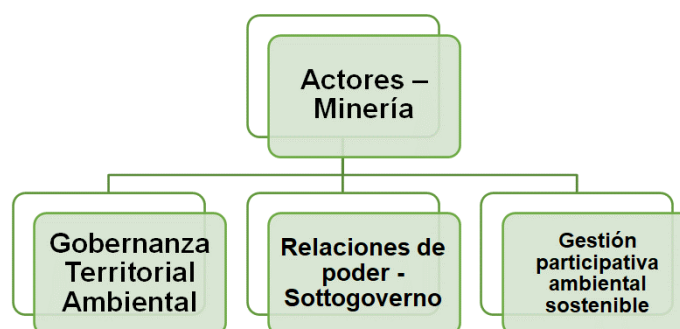 Actores –
Minería
Gobernanza
Territorial
Ambiental
Relaciones de
poder -
Sottogoverno
Gestión
participativa
ambiental
sostenible